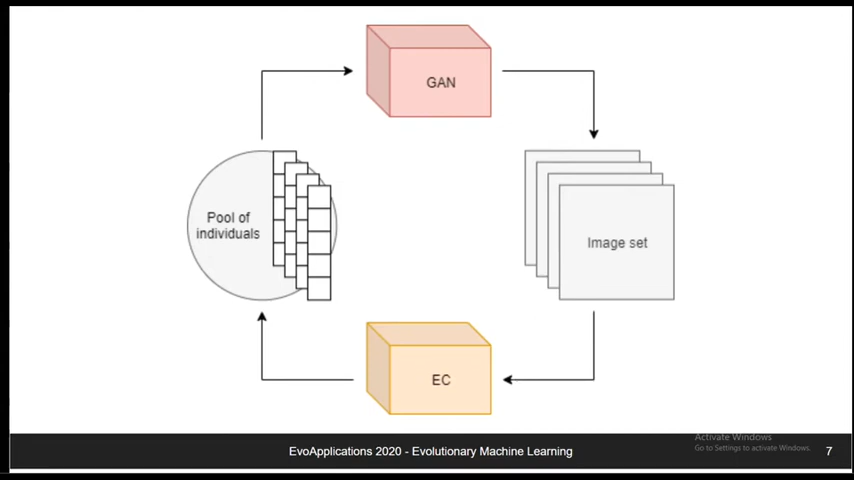 GAN
Pool of
individuals
Image set
EC
Activate Windows
Go to Settings to activate Windows.
EvoApplications 2020 - Evolutionary Machine Learning
7